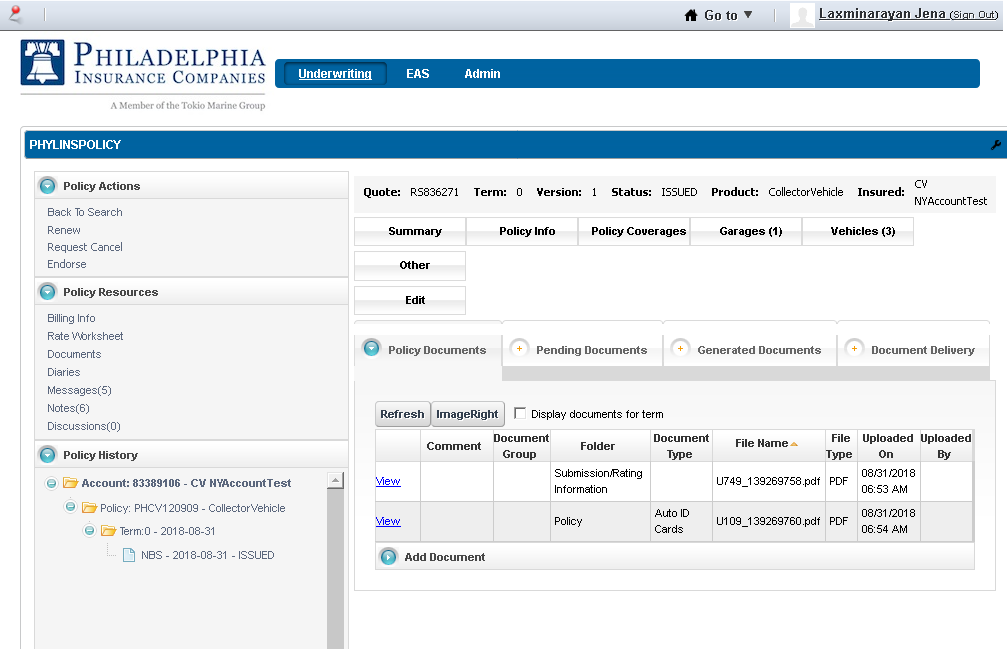 Go to ▼
Laxminarayan Jena (Sign Out)
PHILADELPHIA
INSURANCE COMPANIES
A Member of the Tokio Marine Group
Underwriting EAS Admin
PHYLINSPOLICY
Policy Actions
Back To Search
Renew
Request Cancel
Endorse
Policy Resources
Billing Info
Rate Worksheet
Documents
Diaries
Messages(5)
Notes(6)
Discussions(0)
Policy History
Account: 83389106 - CV NYAccountTest
Policy: PHCV120909 - CollectorVehicle
Term:0 - 2018-08-31
NBS - 2018-08-31 - ISSUED
Quote: RS836271 Term: 0 Version: 1 Status: ISSUED Product: CollectorVehicle Insured: CV
NYAccountTest
Summary Policy Info Policy Coverages Garages (1) Vehicles (3)
Other
Edit
Policy Documents Pending Documents Generated Documents Document Delivery
Refresh ImageRight Display documents for term
Comment Document Group Folder Document Type File Name File Type Uploaded On Uploaded By
View Submission/Rating Information U749_139269758.pdf PDF 08/31/2018 06:53 AM
View Policy Auto ID Cards U109_139269760.pdf PDF 08/31/2018 06:54 AM
Add Document